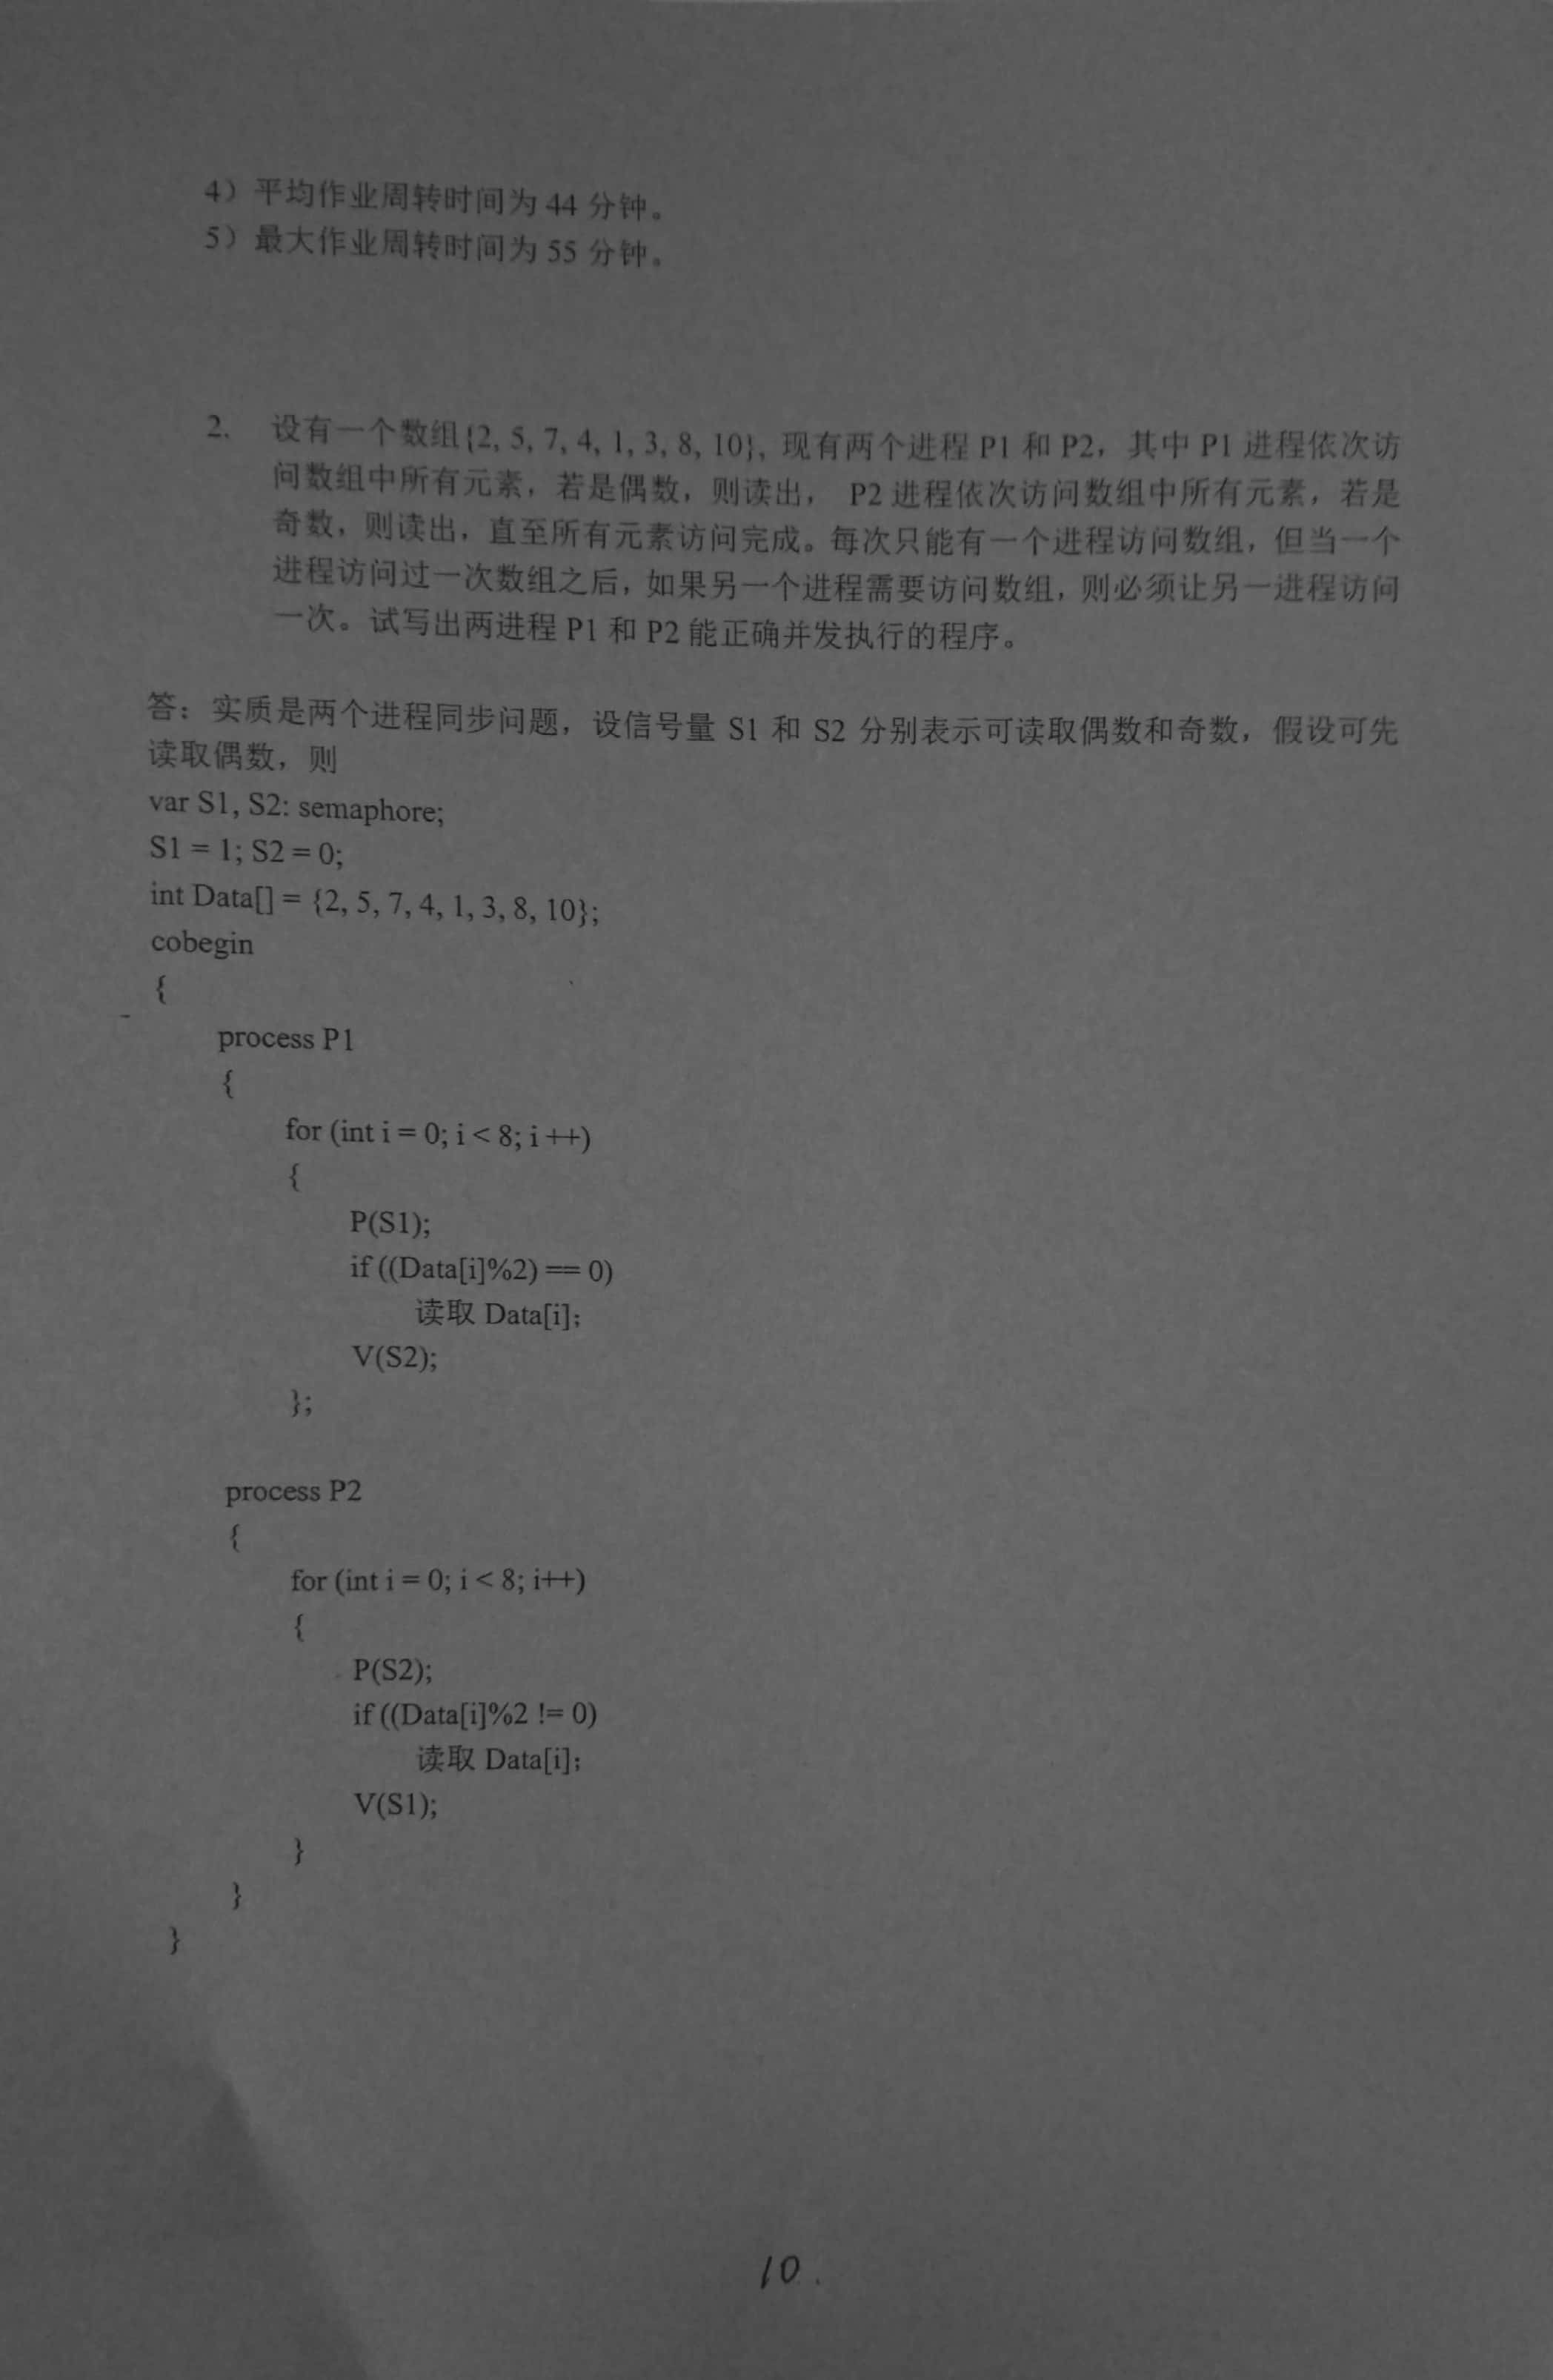 4）平均作业周转时间为 44 分钟。
5）最大作业周转时间为 55 分钟。
2. 设有一个数组{2, 5, 7, 4, 1, 3, 8, 10}, 现有两个进程 P1 和 P2，其中 P1 进程依次访
问数组中所有元素，若是偶数，则读出， P2 进程依次访问数组中所有元素，若是
奇数，则读出，直至所有元素访问完成。每次只能有一个进程访问数组，但当一个
进程访问过一次数组之后，如果另一个进程需要访问数组，则必须让另一进程访问
一次。试写出两进程 P1 和 P2 能正确并发执行的程序。
答：实质是两个进程同步问题，设信号量 S1 和 S2 分别表示可读取偶数和奇数，假设可先
读取偶数，则
var S1, S2: semaphore;
S1 = 1; S2 = 0;
int Data[] = {2, 5, 7, 4, 1, 3, 8, 10};
cobegin
{
process P1
{
for (int i = 0; i < 8; i ++)
{
P(S1);
if ((Data[i]%2) == 0)
读取 Data[i];
V(S2);
};
process P2
{
for (int i = 0; i < 8; i++)
{
P(S2);
if ((Data[i]%2 != 0)
读取 Data[i];
V(S1);
}
}
}
10.